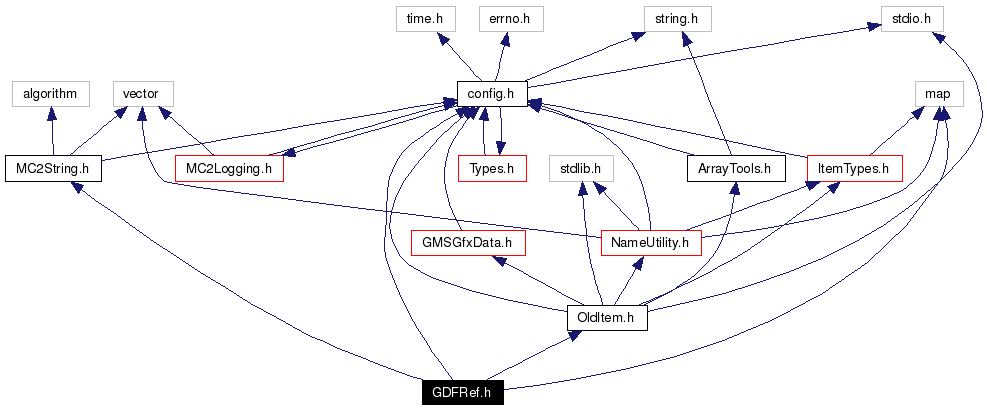 time.h
errno.h
string.h
stdio.h
algorithm
vector
config.h
map
MC2String.h
MC2Logging.h
Types.h
stdlib.h
ArrayTools.h
ItemTypes.h
GMSGfxData.h
NameUtility.h
OldItem.h
GDFRef.h